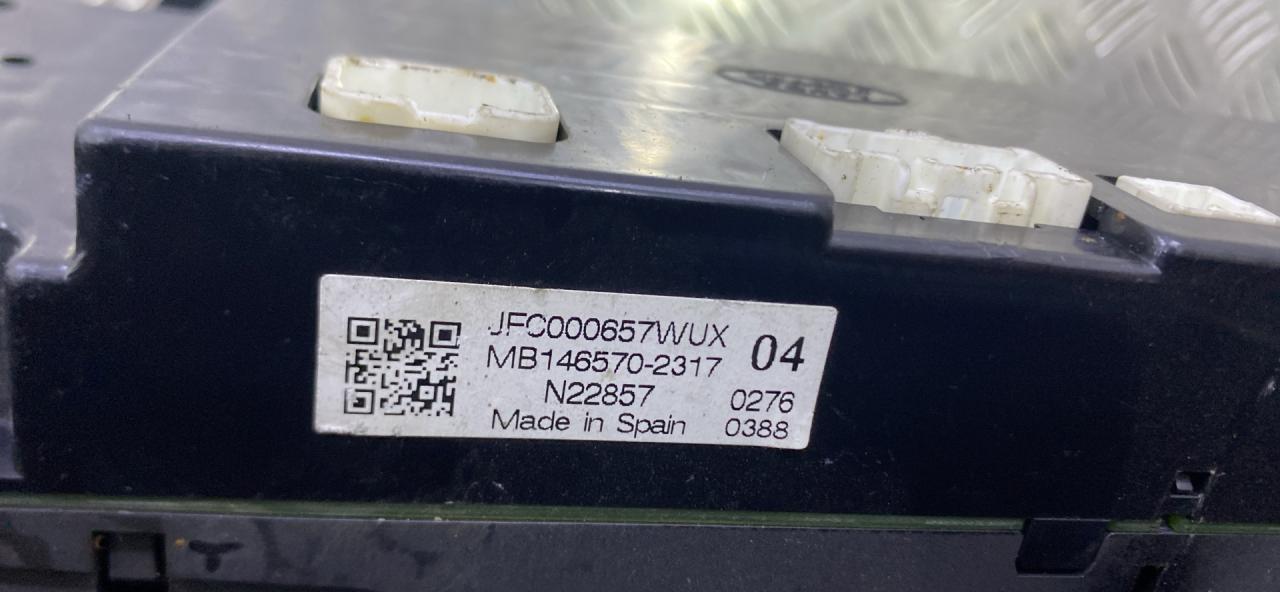 JFC000657WUX
MB146570-2317
04
N22857
0276
Made in Spain
0388